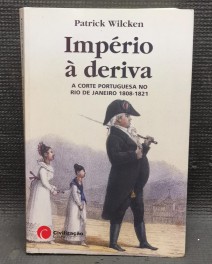 Patrick Wilcken
Império
à deriva
A CORTE PORTUGUESA NO
RIO DE JANEIRO 1808-1821
Civilização